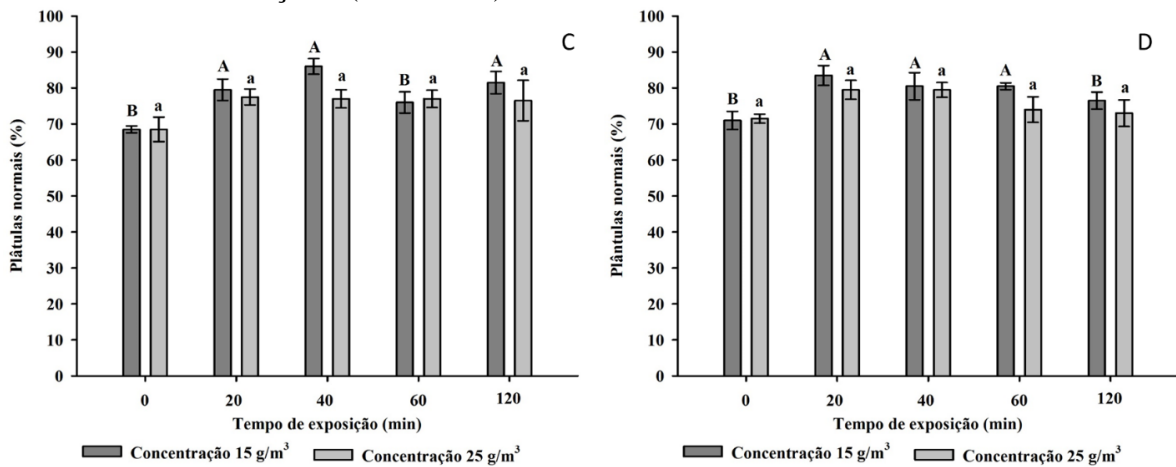 C
Plâtulas normais (%)
100
90
80
70
60
50
40
30
20
10
0
B a A a A a B a A a
0 20 40 60 120
Tempo de exposição (min)
Concentração 15 g/m³ Concentração 25 g/m³
D
Plântulas normais (%)
100
90
80
70
60
50
40
30
20
10
0
B a A a A a A a B a
0 20 40 60 120
Tempo de exposição (min)
Concentração 15 g/m³ Concentração 25 g/m³